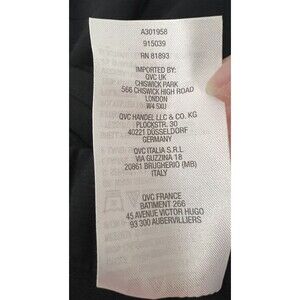 A301958
915039
RN 81893
IMPORTED BY:
QVC UK
CHISWICK PARK
566 CHISWICK HIGH ROAD
LONDON
W4 5XU
QVC HANDEL LLC & CO. KG
PLOCKSTR. 30
40221 DÜSSELDORF
GERMANY
QVC ITALIA S.R.L
VIA GUZZINA 18
20861 BRUGHERIO (MB)
ITALY
QVC FRANCE
BATIMENT 266
45 AVENUE VICTOR HUGO
93 300 AUBERVILLIERS